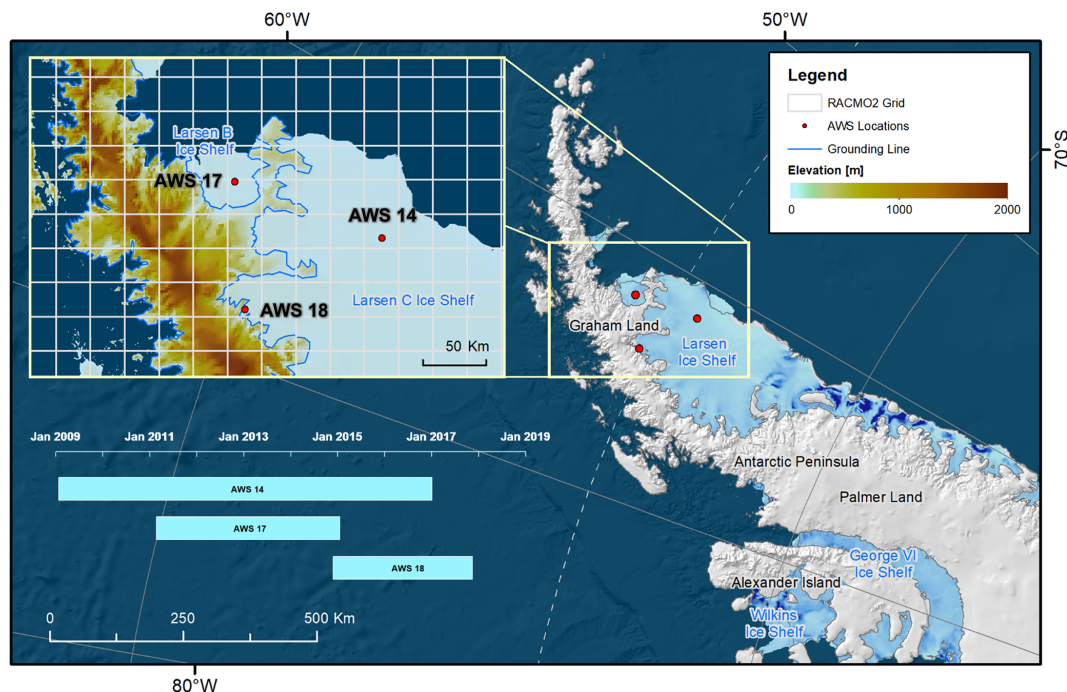 60°W
50°W
70°S
80°W
Larsen B
Ice Shelf
AWS 17
AWS 14
Larsen C Ice Shelf
AWS 18
50 Km
Legend
RACMO2 Grid
AWS Locations
Grounding Line
Elevation [m]
0 1000 2000
Graham Land
Larsen
Ice Shelf
Antarctic Peninsula
Palmer Land
George VI
Ice Shelf
Alexander Island
Wilkins
Ice Shelf
Jan 2009 Jan 2011 Jan 2013 Jan 2015 Jan 2017 Jan 2019
AWS 14
AWS 17
AWS 18
0 250 500 Km